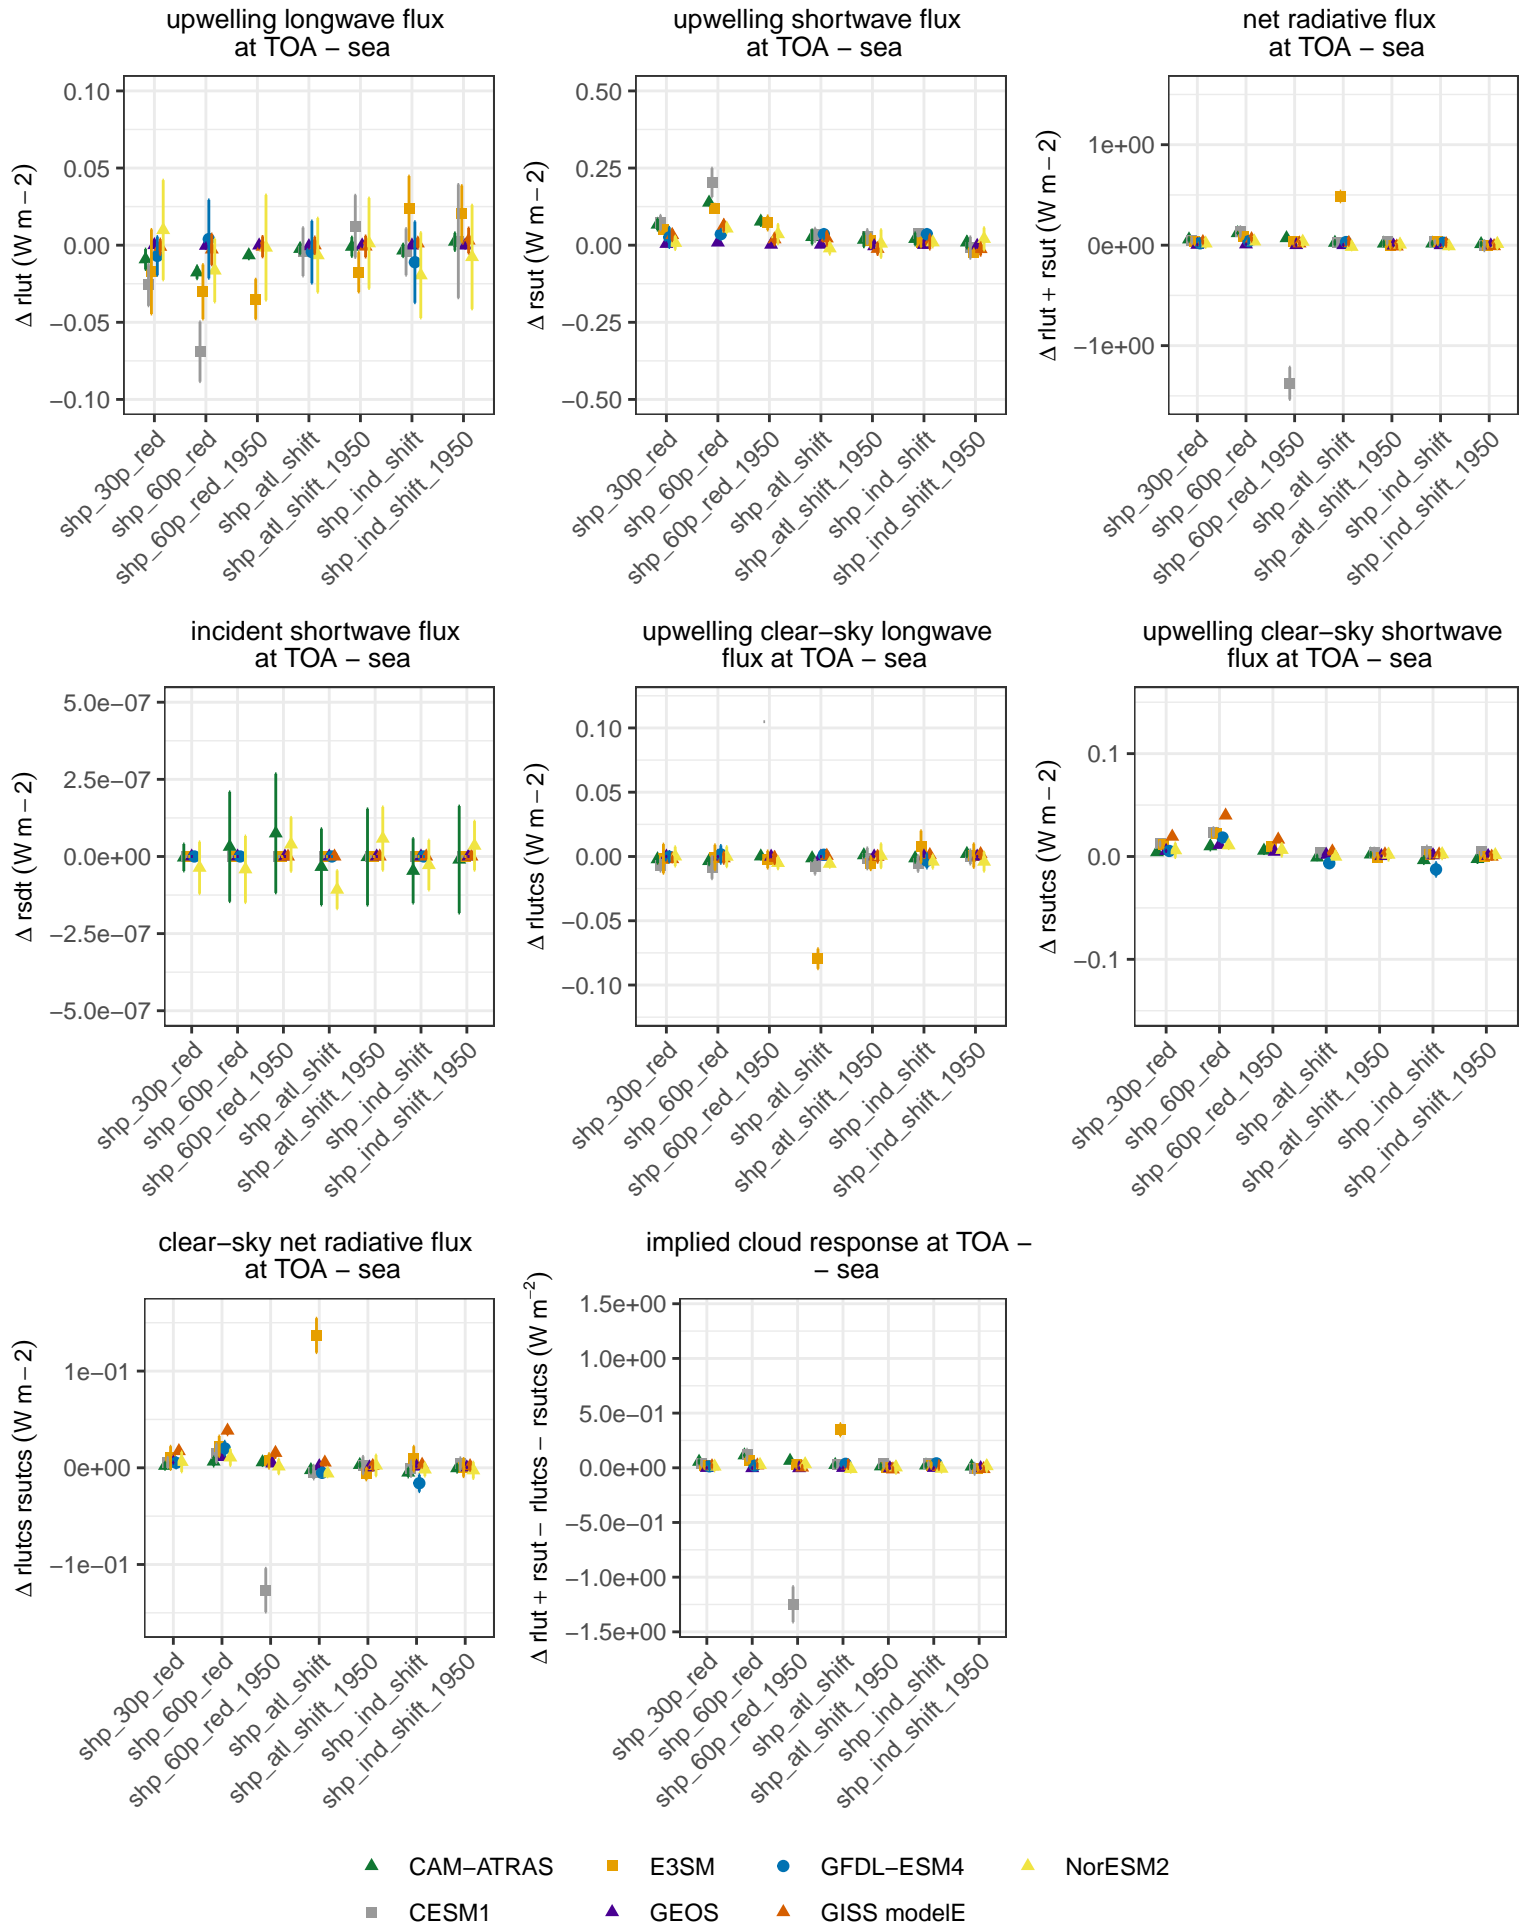 upwelling longwave flux
at TOA − sea
Δ rlut (W m − 2)
0.10
0.05
0.00
−0.05
−0.10
shp_30p_red
shp_60p_red
shp_60p_red_1950
shp_atl_shift
shp_atl_shift_1950
shp_ind_shift
shp_ind_shift_1950
upwelling shortwave flux
at TOA − sea
Δ rsut (W m − 2)
0.50
0.25
0.00
−0.25
−0.50
shp_30p_red
shp_60p_red
shp_60p_red_1950
shp_atl_shift
shp_atl_shift_1950
shp_ind_shift
shp_ind_shift_1950
net radiative flux
at TOA − sea
Δ rlut + rsut (W m − 2)
1e+00
0e+00
−1e+00
shp_30p_red
shp_60p_red
shp_60p_red_1950
shp_atl_shift
shp_atl_shift_1950
shp_ind_shift
shp_ind_shift_1950
incident shortwave flux
at TOA − sea
Δ rsdt (W m − 2)
5.0e−07
2.5e−07
0.0e+00
−2.5e−07
−5.0e−07
shp_30p_red
shp_60p_red
shp_60p_red_1950
shp_atl_shift
shp_atl_shift_1950
shp_ind_shift
shp_ind_shift_1950
upwelling clear−sky longwave
flux at TOA − sea
Δ rlutcs (W m − 2)
0.10
0.05
0.00
−0.05
−0.10
shp_30p_red
shp_60p_red
shp_60p_red_1950
shp_atl_shift
shp_atl_shift_1950
shp_ind_shift
shp_ind_shift_1950
upwelling clear−sky shortwave
flux at TOA − sea
Δ rsutcs (W m − 2)
0.1
0.0
−0.1
shp_30p_red
shp_60p_red
shp_60p_red_1950
shp_atl_shift
shp_atl_shift_1950
shp_ind_shift
shp_ind_shift_1950
clear−sky net radiative flux
at TOA − sea
Δ rlutcs rsutcs (W m − 2)
1e−01
0e+00
−1e−01
shp_30p_red
shp_60p_red
shp_60p_red_1950
shp_atl_shift
shp_atl_shift_1950
shp_ind_shift
shp_ind_shift_1950
implied cloud response at TOA −
− sea
Δ rlut + rsut − rlutcs − rsutcs (W m⁻²)
1.5e+00
1.0e+00
5.0e−01
0.0e+00
−5.0e−01
−1.0e+00
−1.5e+00
shp_30p_red
shp_60p_red
shp_60p_red_1950
shp_atl_shift
shp_atl_shift_1950
shp_ind_shift
shp_ind_shift_1950
CAM−ATRAS
E3SM
GFDL−ESM4
NorESM2
CESM1
GEOS
GISS modelE